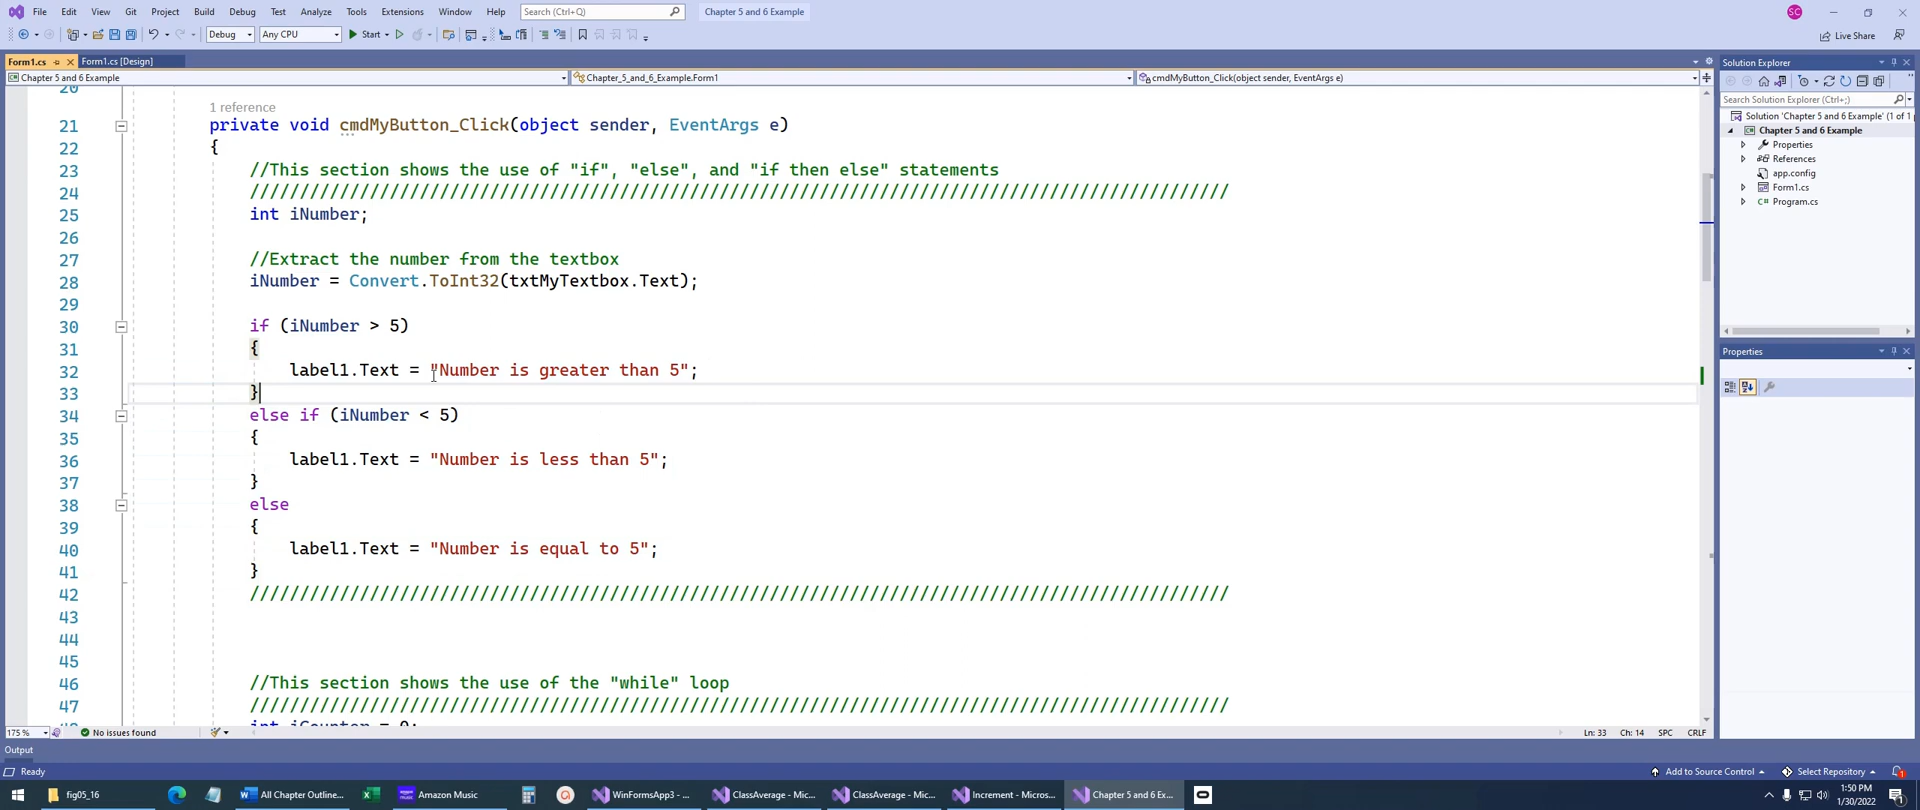 File Edit View Git Project Build Debug Test Analyze Tools Extensions Window Help Search (Ctrl+Q) Chapter 5 and 6 Example SC
Debug Any CPU Start Live Share
Form1.cs Form1.cs [Design] Solution Explorer
Chapter 5 and 6 Example Chapter_5_and_6_Example.Form1 cmdMyButton_Click(object sender, EventArgs e)
Search Solution Explorer (Ctrl+;)
Solution 'Chapter 5 and 6 Example' (1 of 1 p
Chapter 5 and 6 Example
Properties
References
app.config
Form1.cs
C# Program.cs
Properties
20
1 reference
21 private void cmdMyButton_Click(object sender, EventArgs e)
22 {
23 //This section shows the use of "if", "else", and "if then else" statements
24 //////////////////////////////////////////////////////////////////////////////////////////////////
25 int iNumber;
26
27 //Extract the number from the textbox
28 iNumber = Convert.ToInt32(txtMyTextbox.Text);
29
30 if (iNumber > 5)
31 {
32 label1.Text = "Number is greater than 5";
33 }
34 else if (iNumber < 5)
35 {
36 label1.Text = "Number is less than 5";
37 }
38 else
39 {
40 label1.Text = "Number is equal to 5";
41 }
42 //////////////////////////////////////////////////////////////////////////////////////////////////
43
44
45
46 //This section shows the use of the "while" loop
47 //////////////////////////////////////////////////////////////////////////////////////////////////
48 int iCounter = 0;
175 % No issues found Ln: 33 Ch: 14 SPC CRLF
Output
Ready Add to Source Control Select Repository 1
fig05_16 All Chapter Outline... Amazon Music WinFormsApp3 - ... ClassAverage - Mic... ClassAverage - Mic... Increment - Micros... Chapter 5 and 6 Ex... 1:50 PM
1/30/2022 1